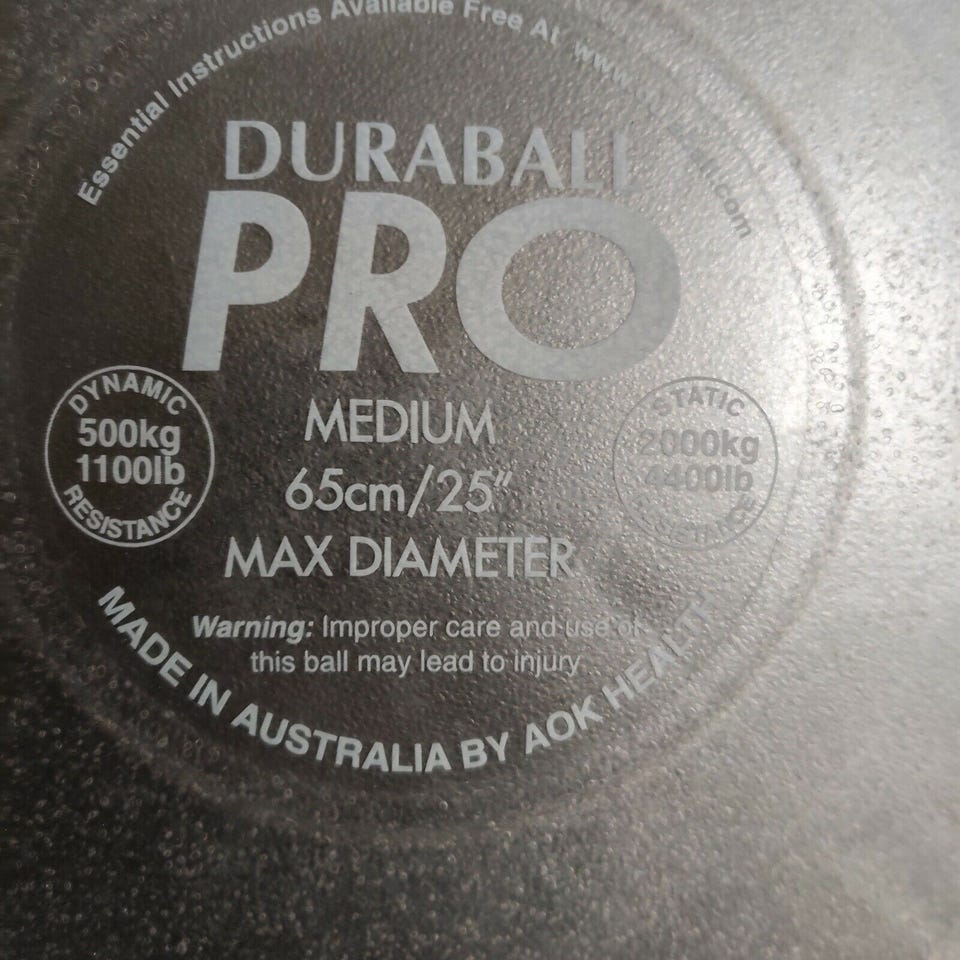 Essential Instructions Available Free At www.
DURABALL
PRO
DYNAMIC
500kg
1100lb
RESISTANCE
MEDIUM
65cm/25"
MAX DIAMETER
STATIC
2000kg
4400lb
RESISTANCE
Warning: Improper care and use of
this ball may lead to injury
MADE IN AUSTRALIA BY AOK HEALTH